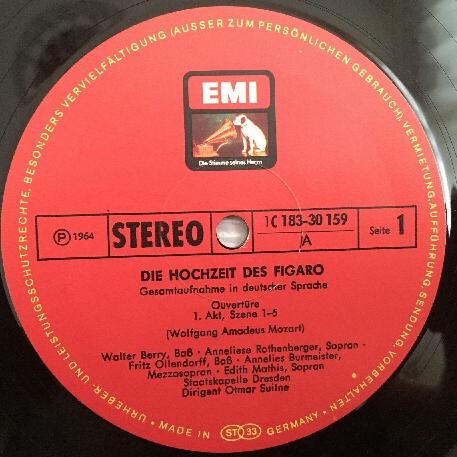 URHEBER- UND LEISTUNGSSCHUTZRECHTE, BESONDERS VERVIELFÄLTIGUNG (AUSSER ZUM PERSÖNLICHEN GEBRAUCH), VERMIETUNG, AUFFÜHRUNG, SENDUNG, VORBEHALTEN
EMI
Die Stimme seines Herrn
Ⓟ 1964
STEREO
1C 183-30 159
A
Seite 1
DIE HOCHZEIT DES FIGARO
Gesamtaufnahme in deutscher Sprache
Ouvertüre
1. Akt, Szene 1-5
(Wolfgang Amadeus Mozart)
Walter Berry, Baß · Anneliese Rothenberger, Sopran ·
Fritz Ollendorff, Baß · Annelies Burmeister,
Mezzosopran · Edith Mathis, Sopran
Staatskapelle Dresden
Dirigent Otmar Suitne
MADE IN ST 33 GERMANY